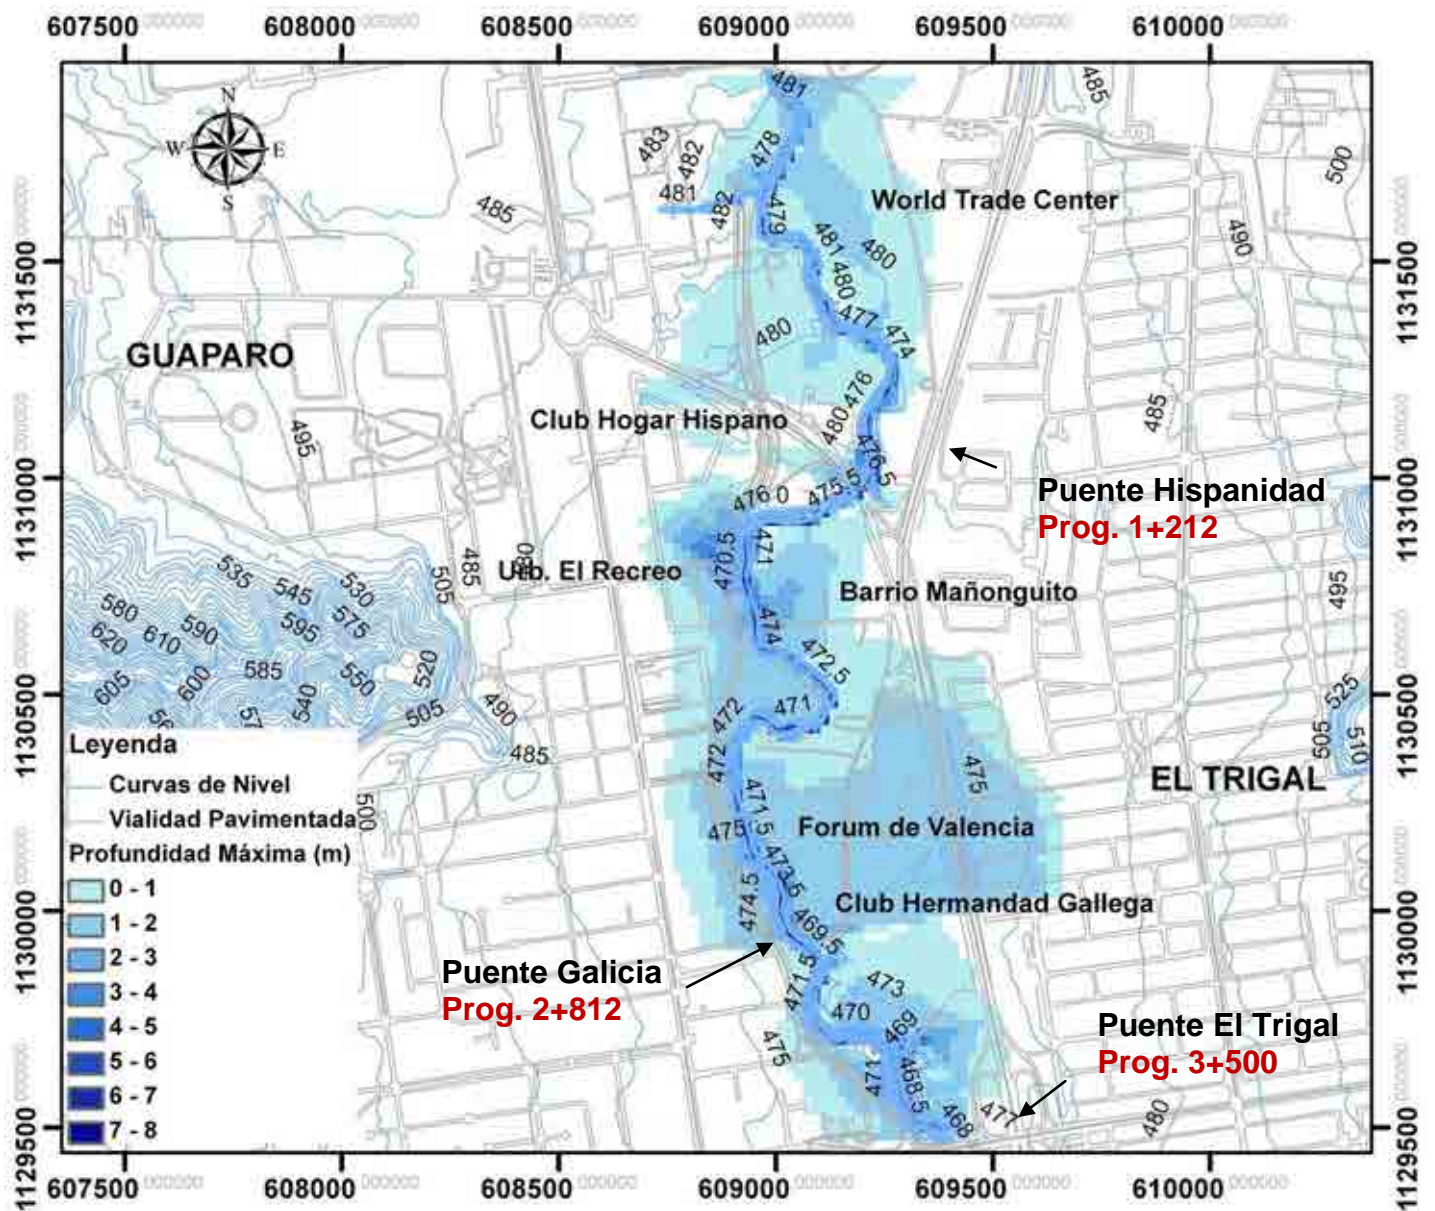 607500 608000 608500 609000 609500 610000
481
485
N
W E
S
483
482
478
500
481
482
World Trade Center
485
479
490
481
480
480
1131500
1131500
477
480
474
GUAPARO
476
485
Club Hogar Hispano
480
495
476.5
475.5
476 0
Puente Hispanidad
Prog. 1+212
1131000
1131000
470.5
471
Urb. El Recreo
505
485
480
535
545
530
575
580
590
595
620
610
Barrio Mañonguito
495
474
472.5
585
550
520
605
600
540
505
490
525
505
510
1130500
1130500
471
472
472
485
Leyenda
Curvas de Nivel
Vialidad Pavimentada
500
475
EL TRIGAL
471.5
475
Forum de Valencia
Profundidad Máxima (m)
0 - 1
1 - 2
2 - 3
3 - 4
4 - 5
5 - 6
6 - 7
7 - 8
473.5
474.5
Club Hermandad Gallega
1130000
1130000
469.5
Puente Galicia
Prog. 2+812
471.5
473
470
469
Puente El Trigal
Prog. 3+500
475
471
468.5
468
477
480
1129500
1129500
607500 608000 608500 609000 609500 610000